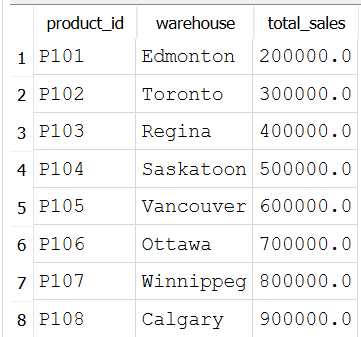 product_id warehouse total_sales
1 P101 Edmonton 200000.0
2 P102 Toronto 300000.0
3 P103 Regina 400000.0
4 P104 Saskatoon 500000.0
5 P105 Vancouver 600000.0
6 P106 Ottawa 700000.0
7 P107 Winnippeg 800000.0
8 P108 Calgary 900000.0